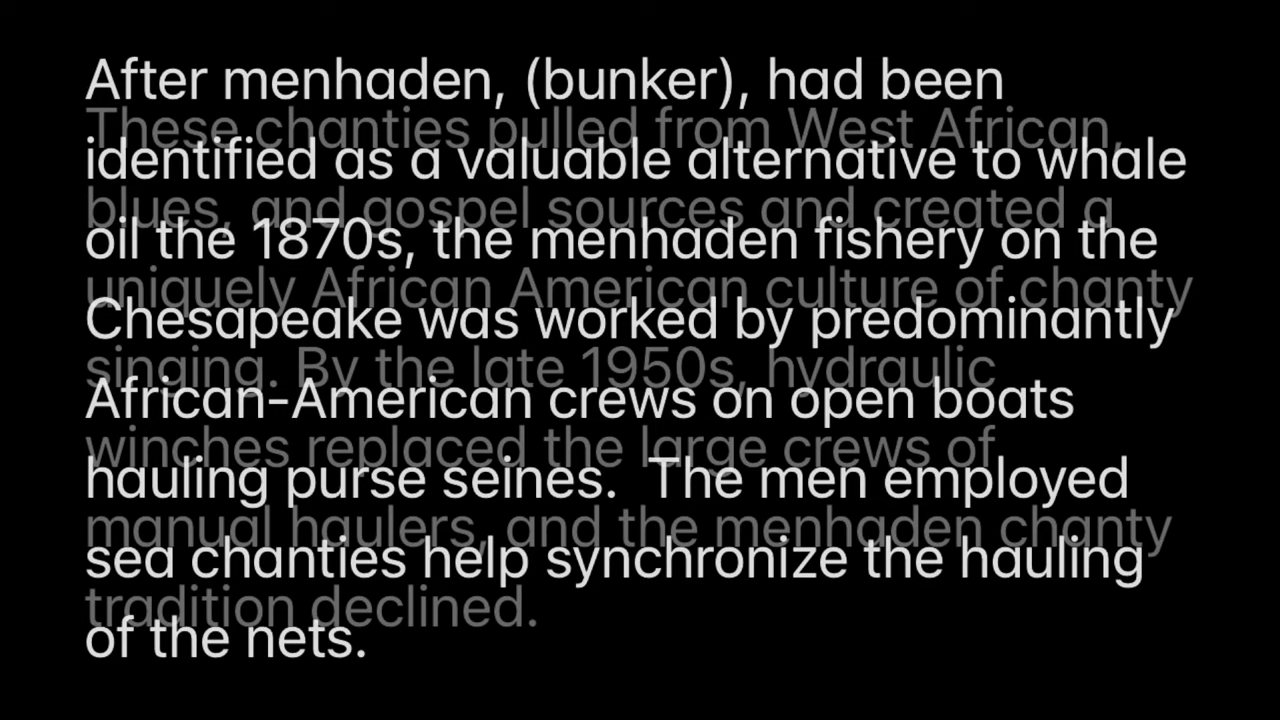 After menhaden, (bunker), had been
identified as a valuable alternative to whale
oil the 1870s, the menhaden fishery on the
Chesapeake was worked by predominantly
African-American crews on open boats
hauling purse seines.  The men employed
sea chanties help synchronize the hauling
of the nets.
These chanties pulled from West African,
blues, and gospel sources and created a
uniquely African American culture of chanty
singing. By the late 1950s, hydraulic
winches replaced the large crews of
manual haulers, and the menhaden chanty
tradition declined.